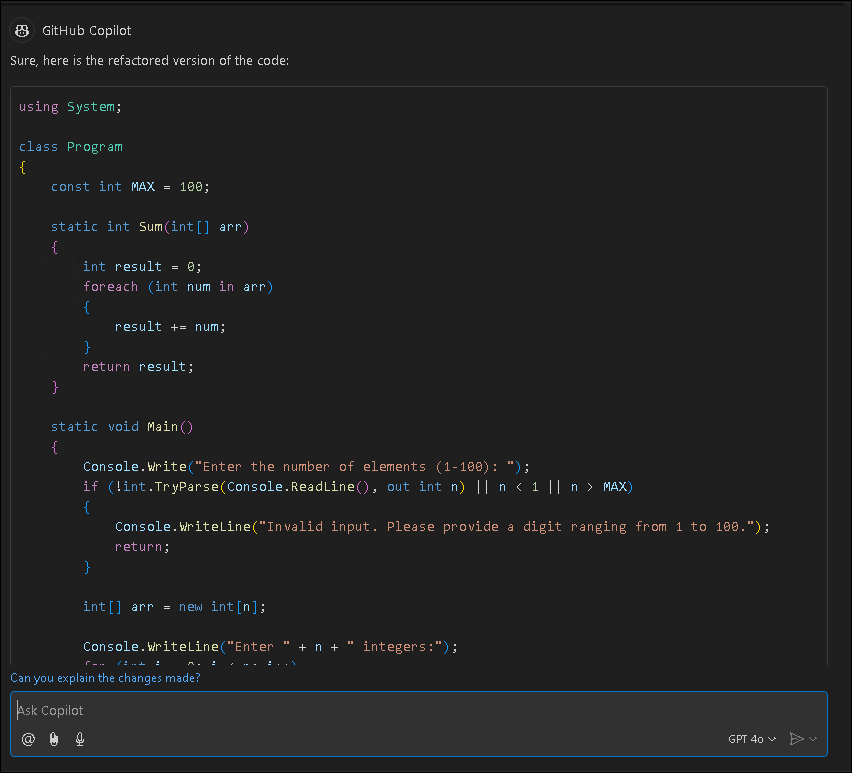 GitHub Copilot
Sure, here is the refactored version of the code:
using System;
class Program
{
const int MAX = 100;
static int Sum(int[] arr)
{
int result = 0;
foreach (int num in arr)
{
result += num;
}
return result;
}
static void Main()
{
Console.Write("Enter the number of elements (1-100): ");
if (!int.TryParse(Console.ReadLine(), out int n) || n < 1 || n > MAX)
{
Console.WriteLine("Invalid input. Please provide a digit ranging from 1 to 100.");
return;
}
int[] arr = new int[n];
Console.WriteLine("Enter " + n + " integers:");
for (int i = 0; i < n; i++)
Can you explain the changes made?
Ask Copilot
GPT 4o